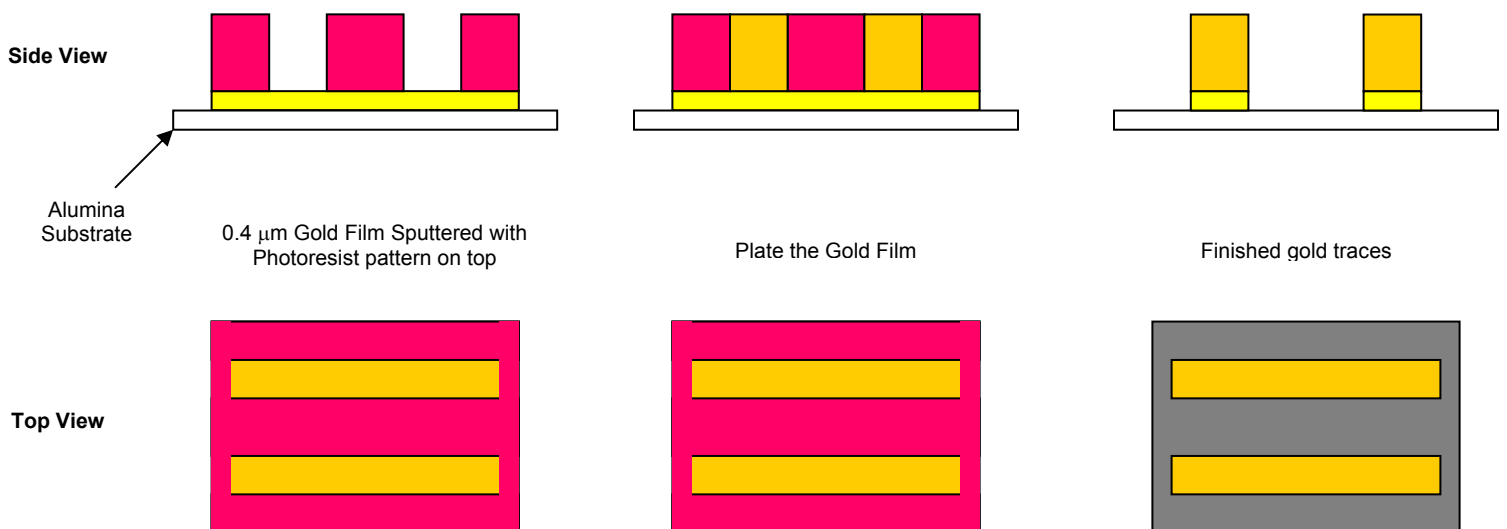 Side View
Alumina
Substrate
0.4 μm Gold Film Sputtered with
Photoresist pattern on top
Plate the Gold Film
Finished gold traces
Top View